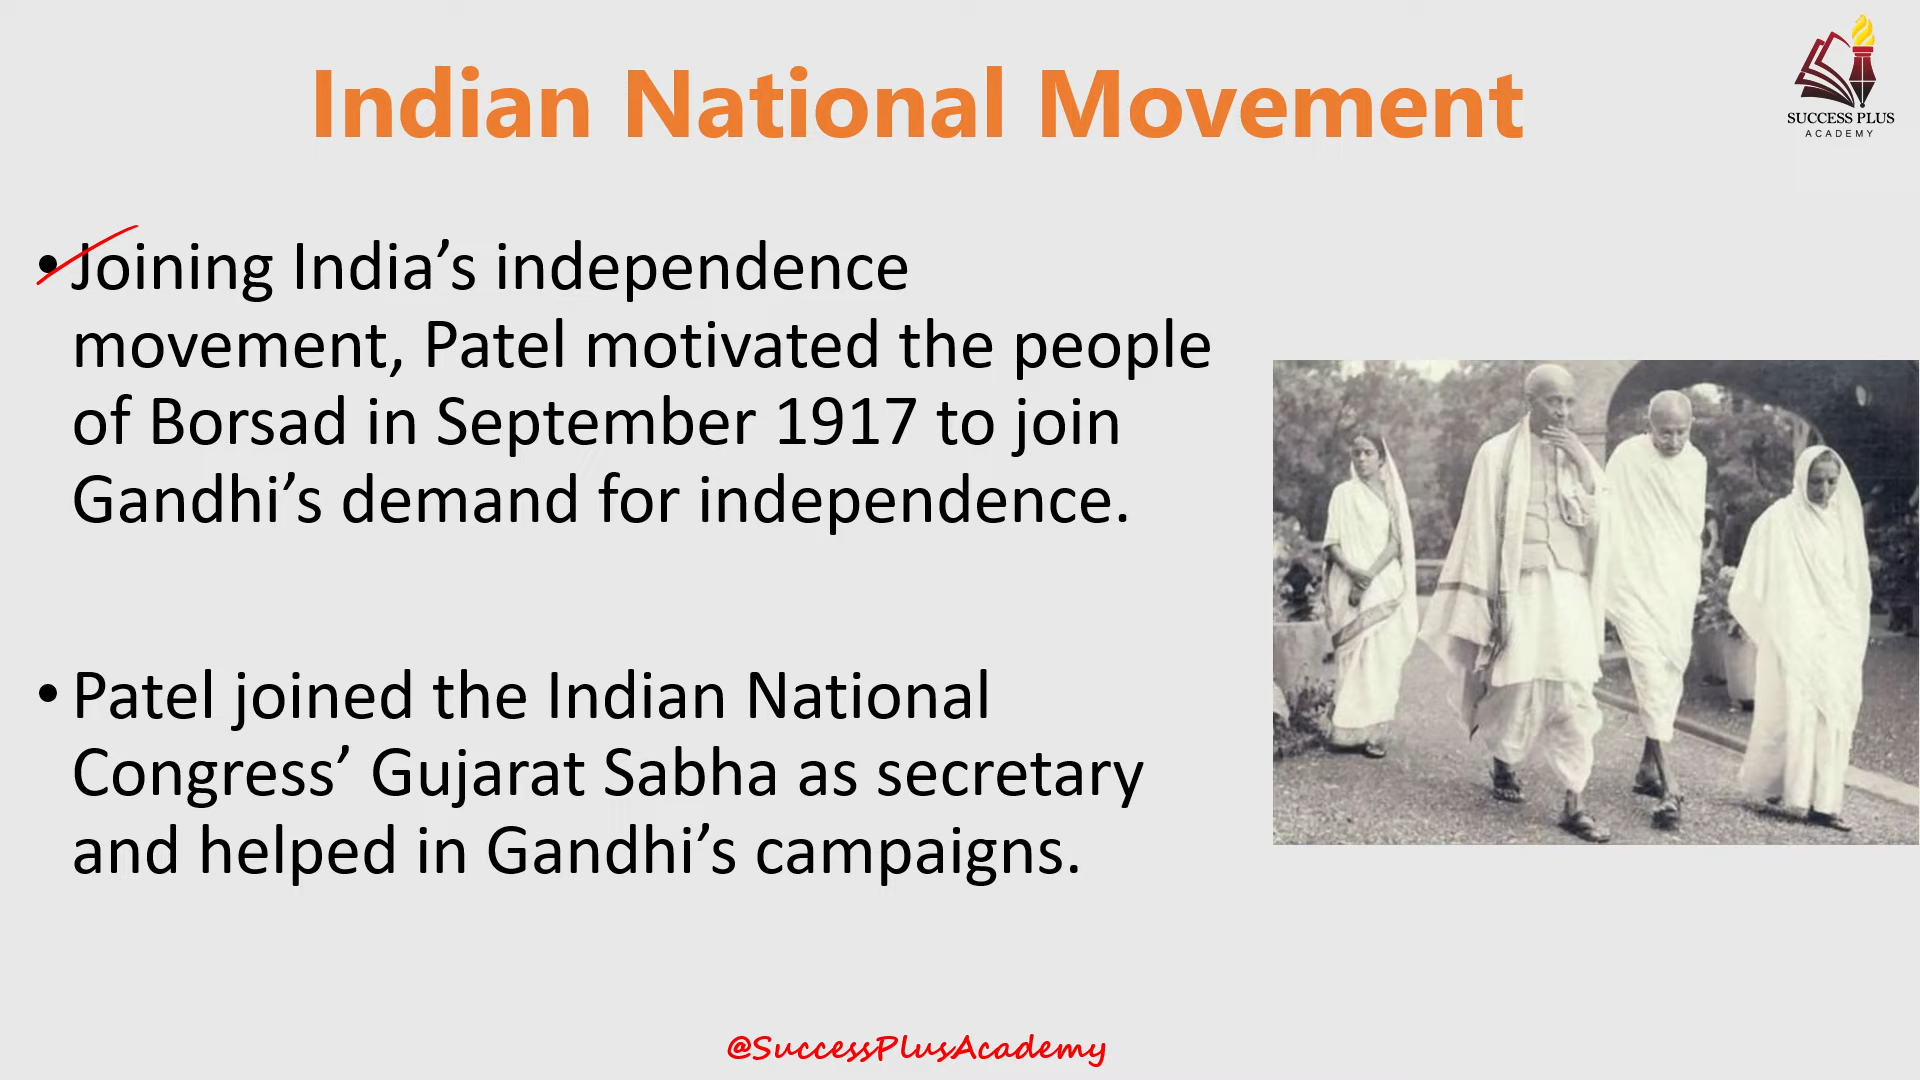 Indian National Movement
SUCCESS PLUS
ACADEMY
• Joining India’s independence
movement, Patel motivated the people
of Borsad in September 1917 to join
Gandhi’s demand for independence.
• Patel joined the Indian National
Congress’ Gujarat Sabha as secretary
and helped in Gandhi’s campaigns.
@SuccessPlusAcademy